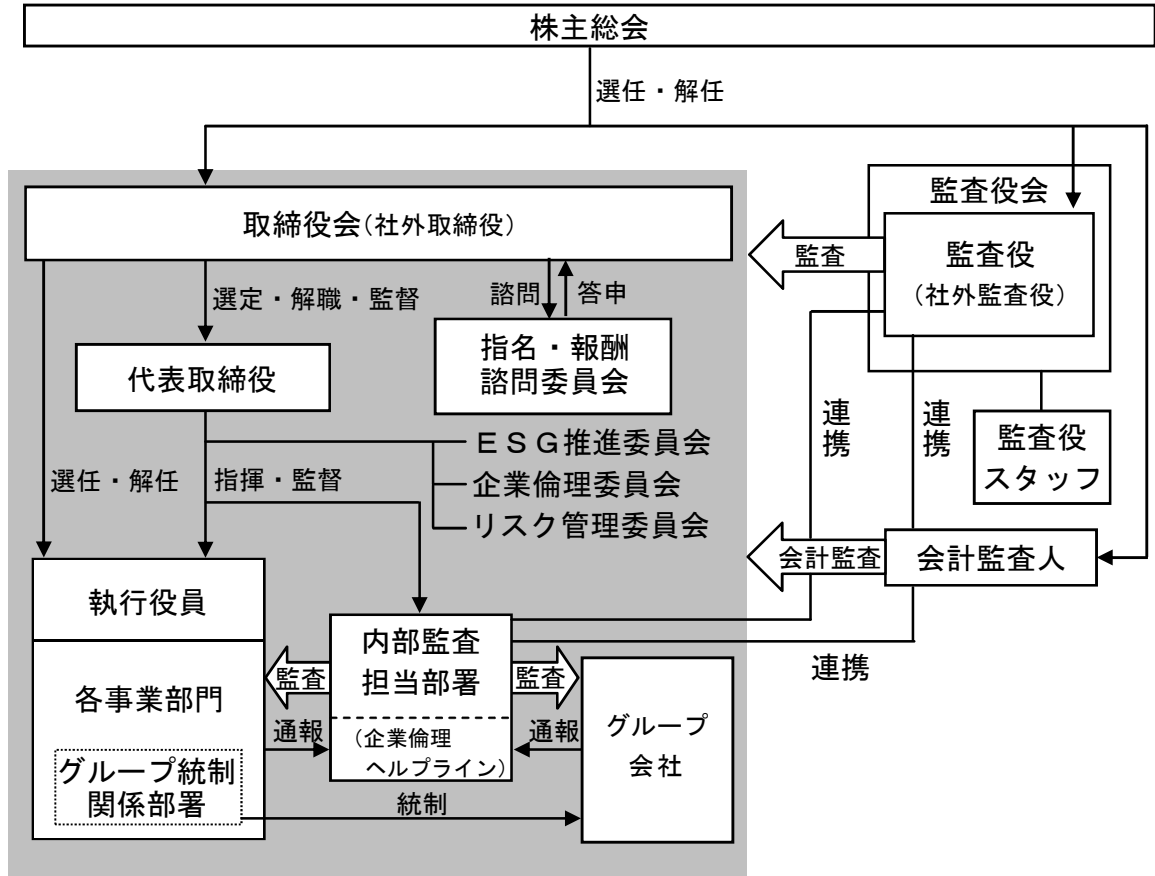 株主総会
選任・解任
監査役会
取締役会(社外取締役)
監査
監査役
(社外監査役)
選定・解職・監督
諮問
答申
指名・報酬
諮問委員会
代表取締役
連携
連携
監査役
スタッフ
ESG推進委員会
企業倫理委員会
リスク管理委員会
選任・解任
指揮・監督
会計監査
会計監査人
執行役員
内部監査
担当部署
監査
監査
連携
各事業部門
通報
(企業倫理
ヘルプライン)
通報
グループ
会社
グループ統制
関係部署
統制